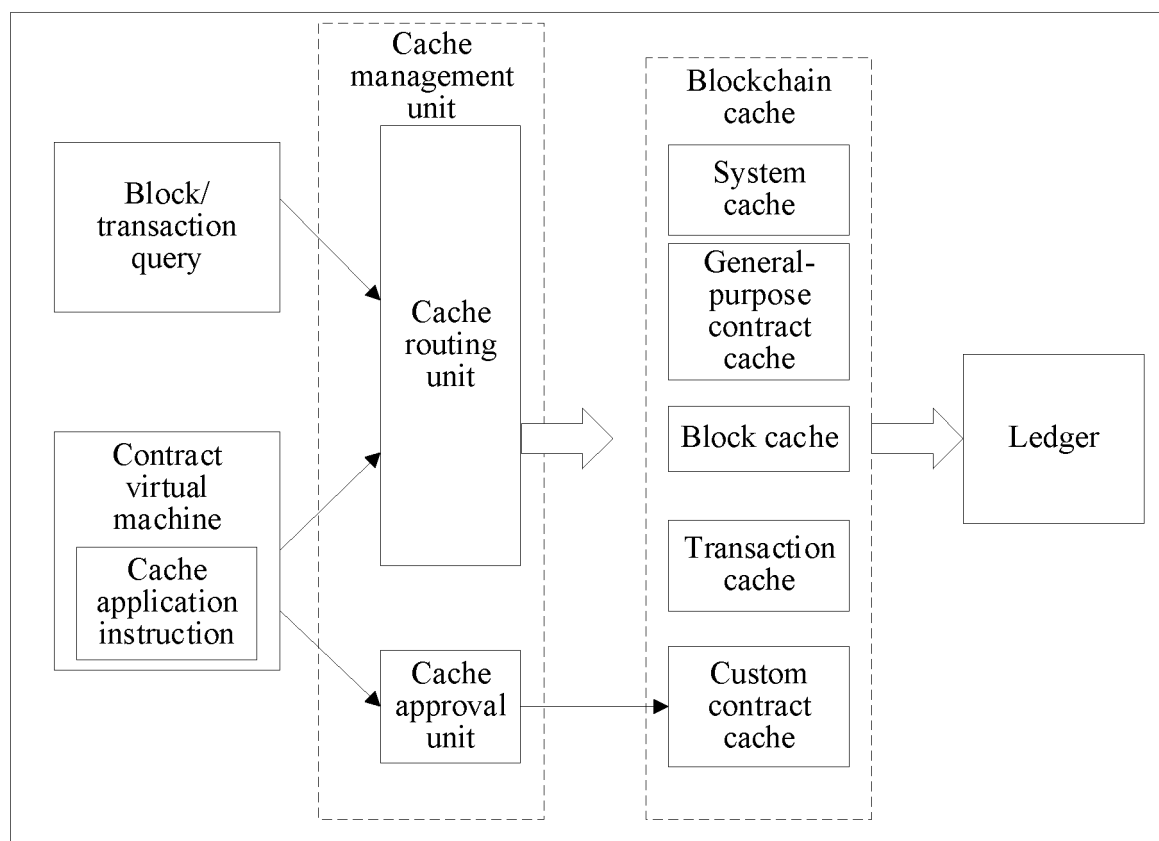 Cache
management
unit
Blockchain
cache
Block/
transaction
query
Cache
routing
unit
System
cache
General-
purpose
contract
cache
Block cache
Ledger
Contract
virtual
machine
Cache
application
instruction
Transaction
cache
Cache
approval
unit
Custom
contract
cache